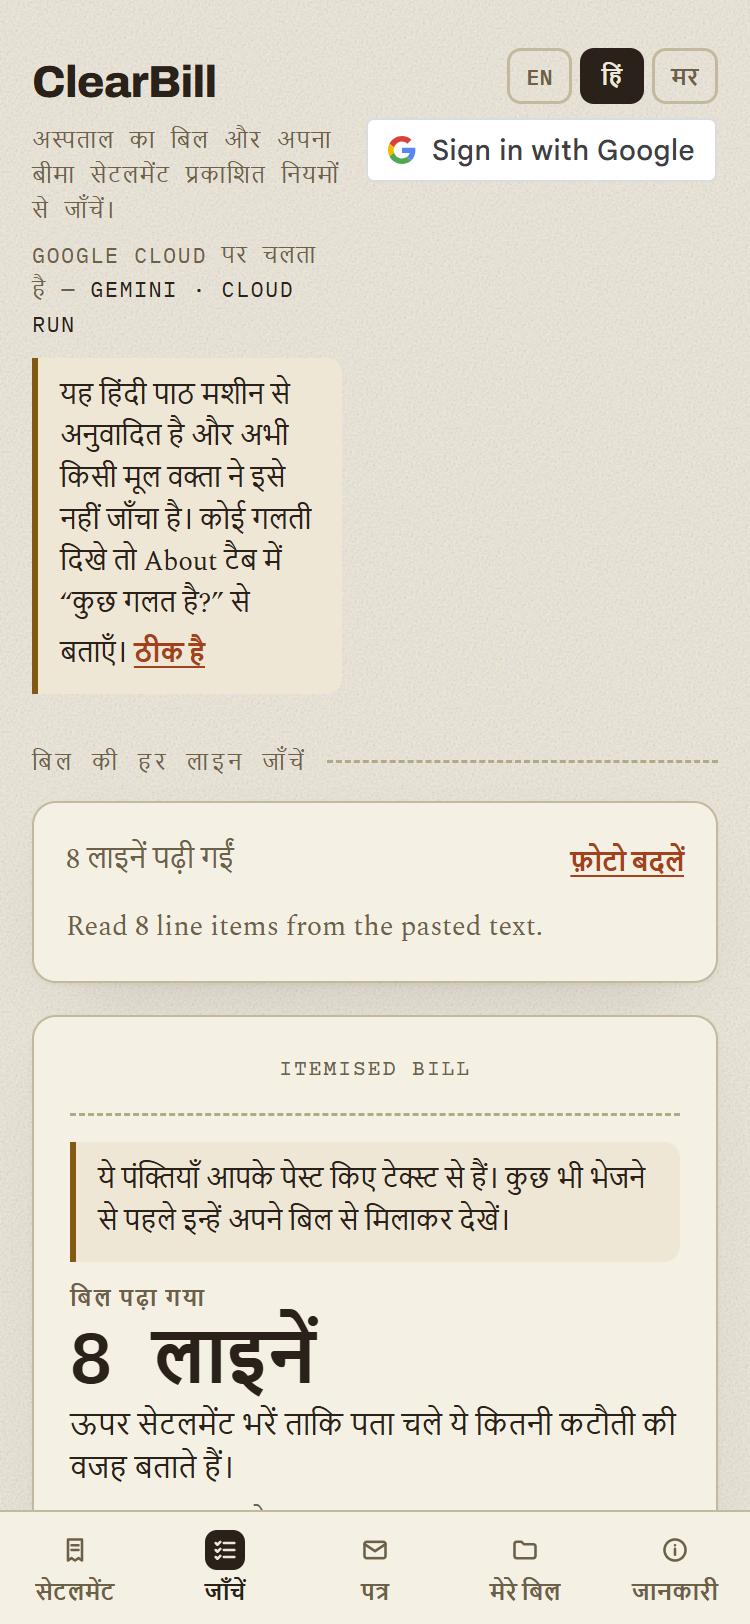 ClearBill
EN
हिं
मर
Sign in with Google
अस्पताल का बिल और अपना
बीमा सेटलमेंट प्रकाशित नियमों
से जाँचें।
GOOGLE CLOUD पर चलता
है — GEMINI · CLOUD
RUN
यह हिंदी पाठ मशीन से
अनुवादित है और अभी
किसी मूल वक्ता ने इसे
नहीं जाँचा है। कोई गलती
दिखे तो About टैब में
“कुछ गलत है?” से
बताएँ। ठीक है
बिल की हर लाइन जाँचें
8 लाइनें पढ़ी गईं
फ़ोटो बदलें
Read 8 line items from the pasted text.
ITEMISED BILL
ये पंक्तियाँ आपके पेस्ट किए टेक्स्ट से हैं। कुछ भी भेजने
से पहले इन्हें अपने बिल से मिलाकर देखें।
बिल पढ़ा गया
8 लाइनें
ऊपर सेटलमेंट भरें ताकि पता चले ये कितनी कटौती की
वजह बताते हैं।
सेटलमेंट
जाँचें
पत्र
मेरे बिल
जानकारी